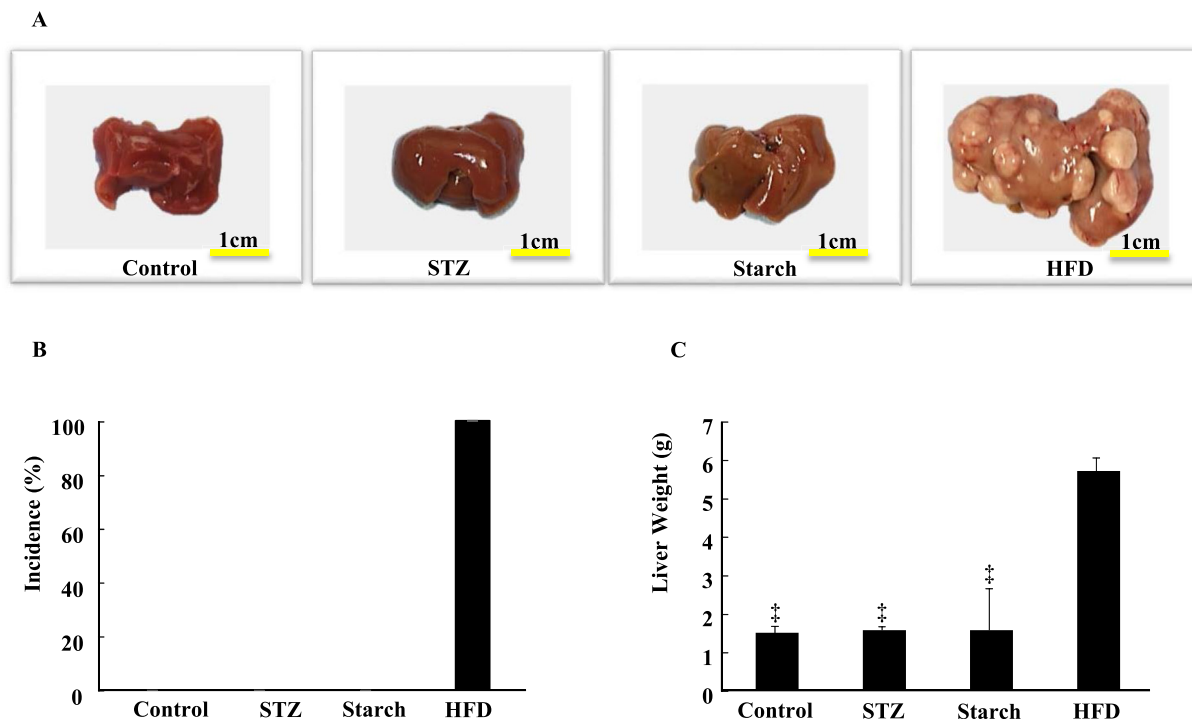 A
1cm
1cm
1cm
1cm
Control
STZ
Starch
HFD
B
C
Incidence (%)
100
80
60
40
20
0
Control STZ Starch HFD
Liver Weight (g)
7
6
5
4
3
2
1
0
‡ ‡ ‡
Control STZ Starch HFD